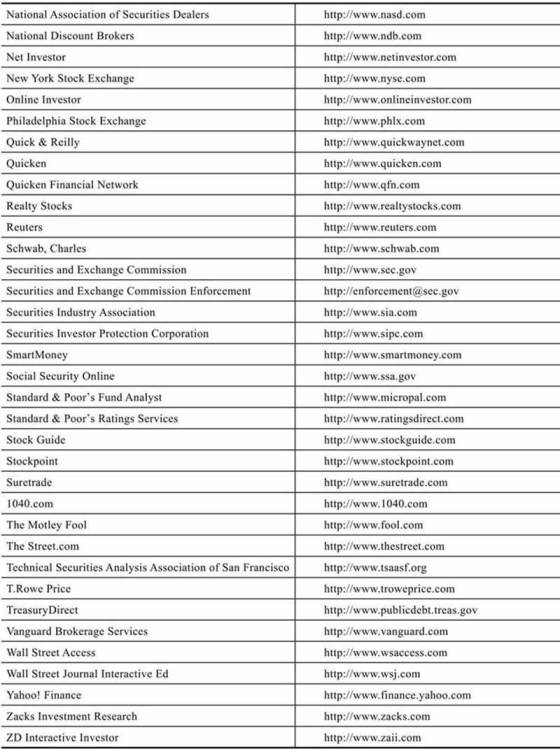 National Association of Securities Dealers http://www.nasd.com
National Discount Brokers http://www.ndb.com
Net Investor http://www.netinvestor.com
New York Stock Exchange http://www.nyse.com
Online Investor http://www.onlineinvestor.com
Philadelphia Stock Exchange http://www.phlx.com
Quick & Reilly http://www.quickwaynet.com
Quicken http://www.quicken.com
Quicken Financial Network http://www.qfn.com
Realty Stocks http://www.realtystocks.com
Reuters http://www.reuters.com
Schwab, Charles http://www.schwab.com
Securities and Exchange Commission http://www.sec.gov
Securities and Exchange Commission Enforcement http://enforcement@sec.gov
Securities Industry Association http://www.sia.com
Securities Investor Protection Corporation http://www.sipc.com
SmartMoney http://www.smartmoney.com
Social Security Online http://www.ssa.gov
Standard & Poor's Fund Analyst http://www.micropal.com
Standard & Poor's Ratings Services http://www.ratingsdirect.com
Stock Guide http://www.stockguide.com
Stockpoint http://www.stockpoint.com
Suretrade http://www.suretrade.com
1040.com http://www.1040.com
The Motley Fool http://www.fool.com
The Street.com http://www.thestreet.com
Technical Securities Analysis Association of San Francisco http://www.tsaasf.org
T.Rowe Price http://www.troweprice.com
TreasuryDirect http://www.publicdebt.treas.gov
Vanguard Brokerage Services http://www.vanguard.com
Wall Street Access http://www.wsaccess.com
Wall Street Journal Interactive Ed http://www.wsj.com
Yahoo! Finance http://www.finance.yahoo.com
Zacks Investment Research http://www.zacks.com
ZD Interactive Investor http://www.zaii.com